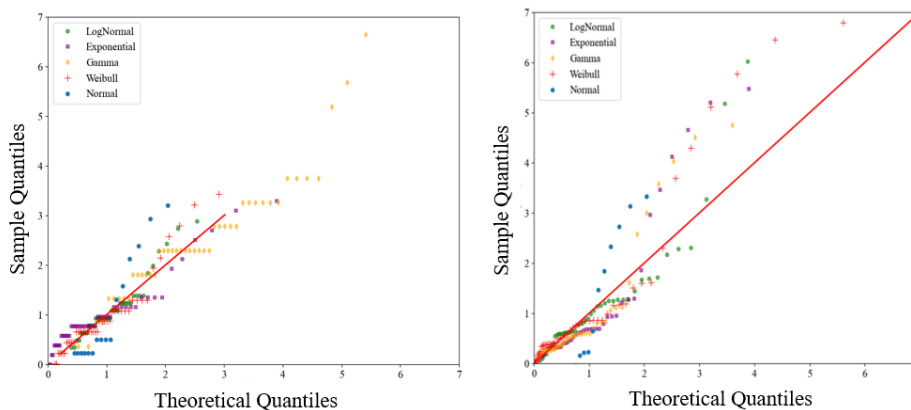 7
6
5
4
3
2
1
0
LogNormal
Exponential
Gamma
Weibull
Normal
Sample Quantiles
0 1 2 3 4 5 6 7
Theoretical Quantiles
7
6
5
4
3
2
1
0
LogNormal
Exponential
Gamma
Weibull
Normal
Sample Quantiles
0 1 2 3 4 5 6
Theoretical Quantiles